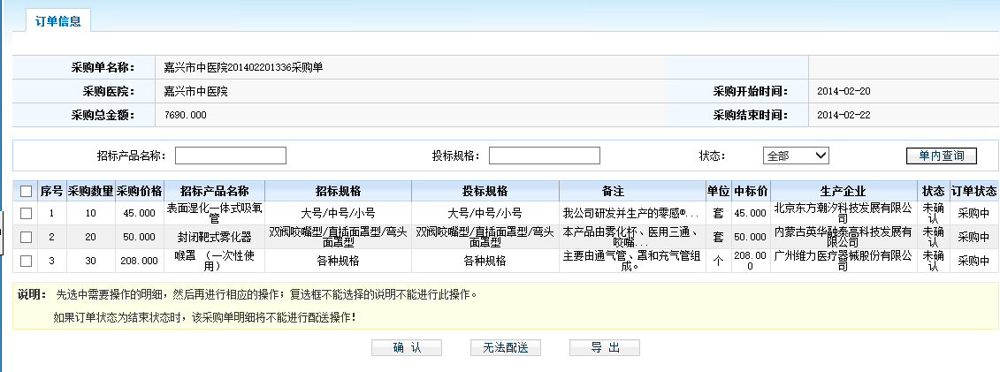 订单信息
采购单名称： 嘉兴市中医院201402201336采购单
采购医院： 嘉兴市中医院 采购开始时间： 2014-02-20
采购总金额： 7690.000 采购结束时间： 2014-02-22
招标产品名称： 投标规格： 状态： 全部 单内查询
序号 采购数量 采购价格 招标产品名称 招标规格 投标规格 备注 单位 中标价 生产企业 状态 订单状态
1 10 45.000 表面湿化一体式吸氧管 大号/中号/小号 大号/中号/小号 我公司研发并生产的零感®... 套 45.000 北京东方潮汐科技发展有限公司 未确认 采购中
2 20 50.000 封闭靶式雾化器 双阀咬嘴型/直插面罩型/弯头面罩型 双阀咬嘴型/直插面罩型/弯头面罩型 本产品由雾化杯、医用三通、咬嘴... 套 50.000 内蒙古英华融泰高科技发展有限公司 未确认 采购中
3 30 208.000 喉罩 （一次性使用） 各种规格 各种规格 主要由通气管、罩和充气管组成。 个 208.000 广州维力医疗器械股份有限公司 未确认 采购中
说明： 先选中需要操作的明细，然后再进行相应的操作；复选框不能选择的说明不能进行此操作。
如果订单状态为结束状态时，该采购单明细将不能进行配送操作！
确 认 无法配送 导 出